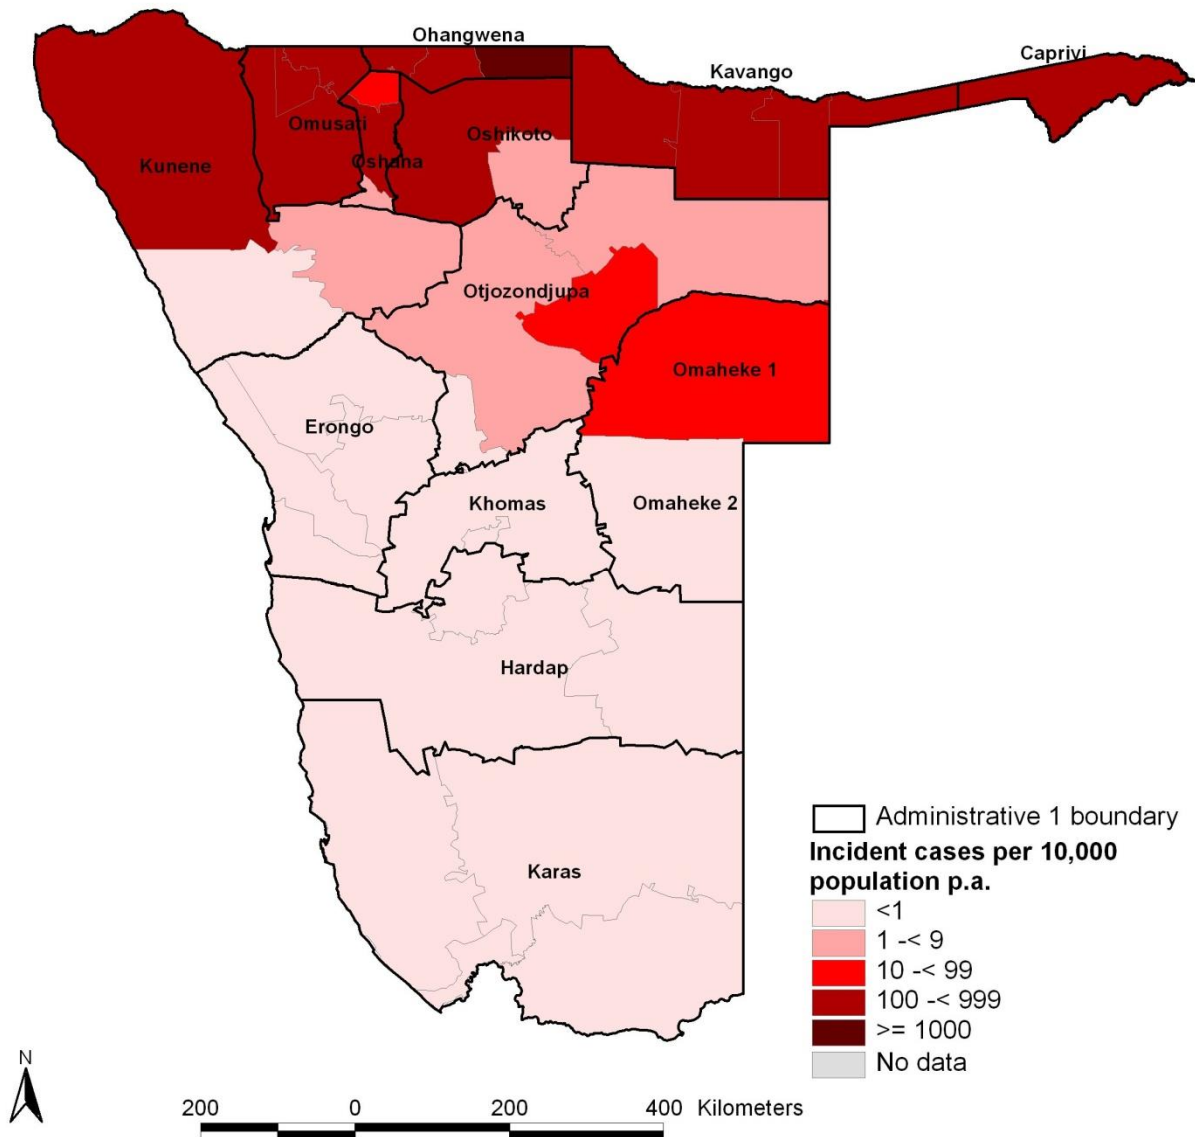 Ohangwena
Caprivi
Kavango
Omusati
Oshikoto
Kunene
Oshana
Otjozondjupa
Omaheke 1
Erongo
Khomas
Omaheke 2
Hardap
Karas
Administrative 1 boundary
Incident cases per 10,000
population p.a.
<1
1 -< 9
10 -< 99
100 -< 999
>= 1000
No data
N
200 0 200 400 Kilometers